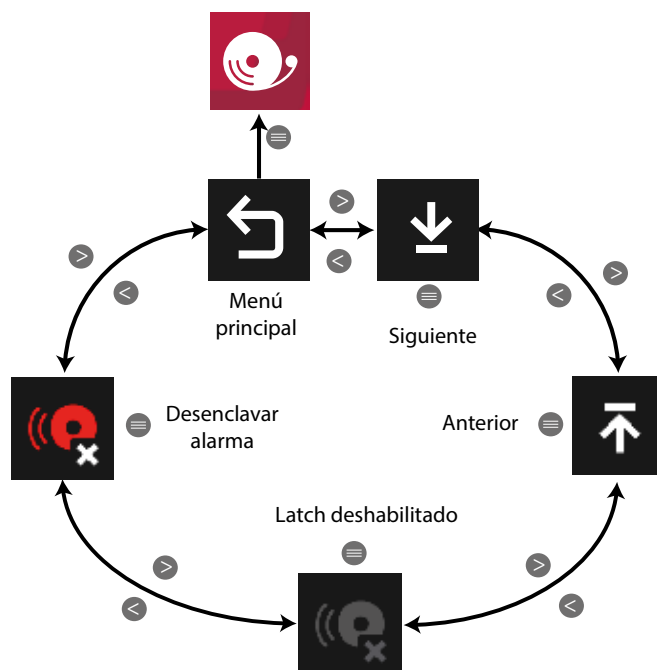 Menú
principal
Siguiente
Desenclavar
alarma
Anterior
Latch deshabilitado